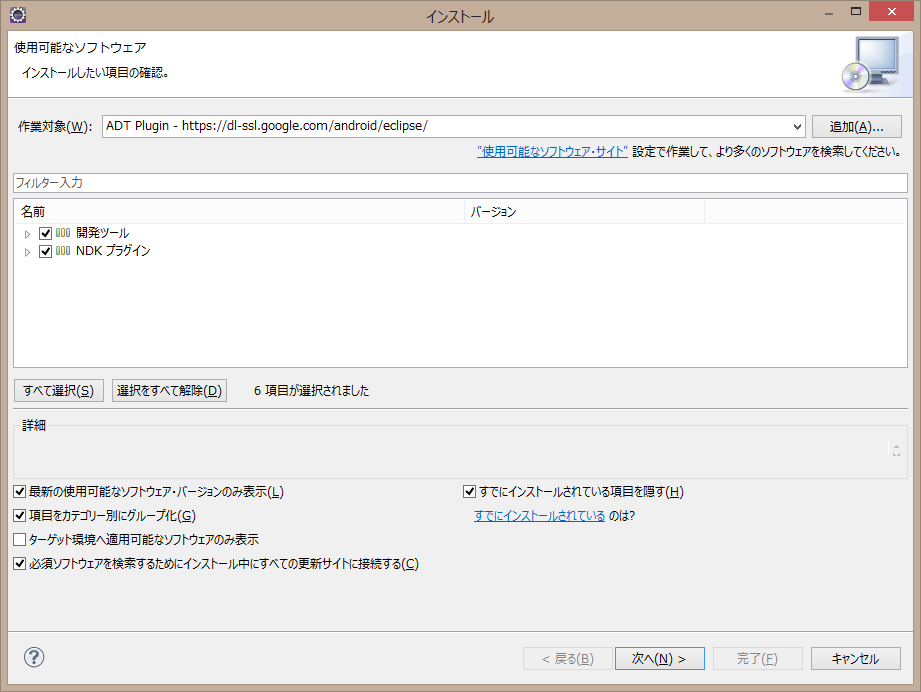 インストール
使用可能なソフトウェア
インストールしたい項目の確認。
作業対象(W): ADT Plugin - https://dl-ssl.google.com/android/eclipse/ 追加(A)...
"使用可能なソフトウェア・サイト" 設定で作業して、より多くのソフトウェアを検索してください。
フィルター入力
名前 バージョン
開発ツール
NDK プラグイン
すべて選択(S) 選択をすべて解除(D) 6 項目が選択されました
詳細
最新の使用可能なソフトウェア・バージョンのみ表示(L) すでにインストールされている項目を隠す(H)
項目をカテゴリー別にグループ化(G) すでにインストールされている のは?
ターゲット環境へ適用可能なソフトウェアのみ表示
必須ソフトウェアを検索するためにインストール中にすべての更新サイトに接続する(C)
? < 戻る(B) 次へ(N) > 完了(F) キャンセル